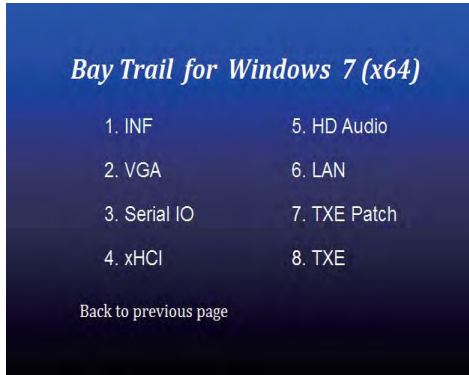 Bay Trail for Windows 7 (x64)
1. INF
2. VGA
3. Serial IO
4. xHCI
5. HD Audio
6. LAN
7. TXE Patch
8. TXE
Back to previous page